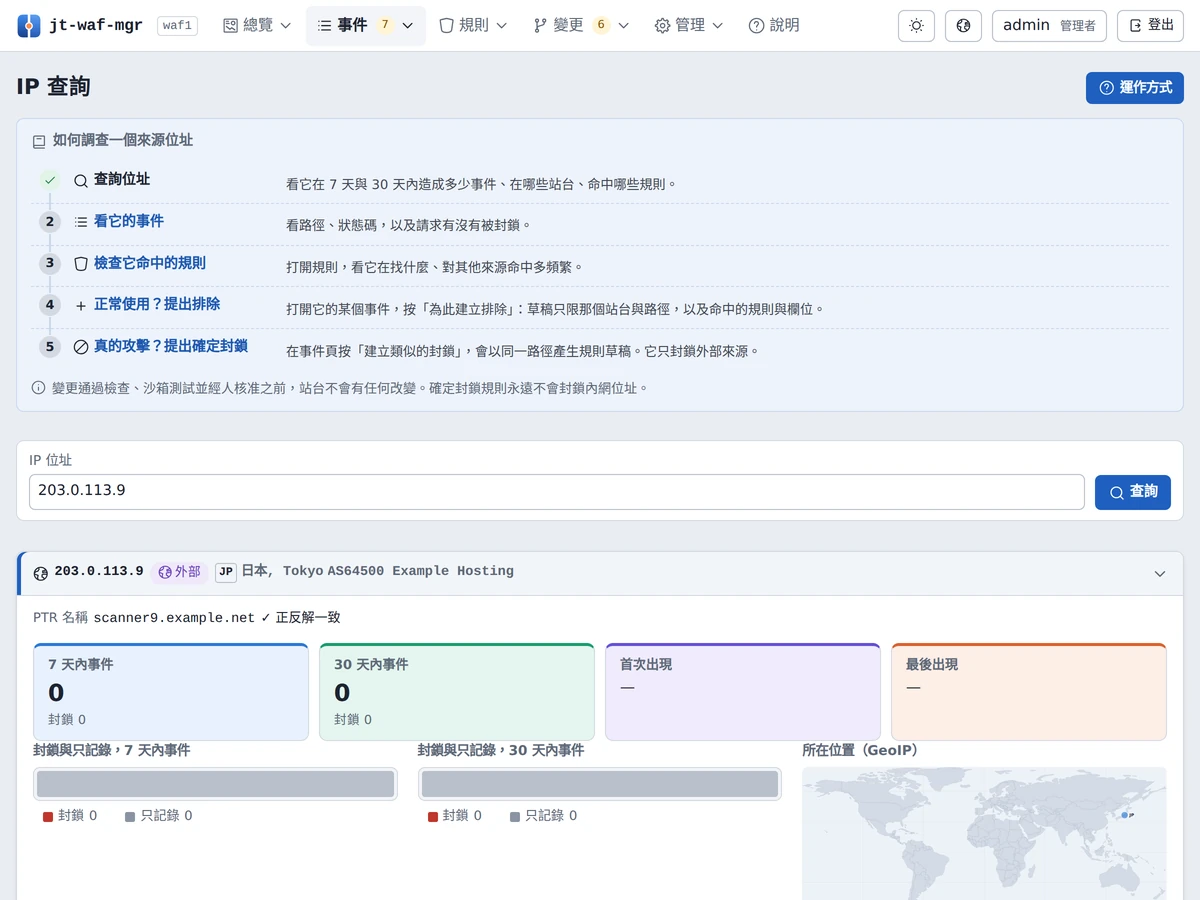 jt-waf-mgr waf1 總覽 事件 7 規則 變更 6 管理 說明 admin 管理者 登出
IP 查詢
運作方式
如何調查一個來源位址
查詢位址 看它在 7 天與 30 天內造成多少事件、在哪些站台、命中哪些規則。
2 看它的事件 看路徑、狀態碼，以及請求有沒有被封鎖。
3 檢查它命中的規則 打開規則，看它在找什麼、對其他來源命中多頻繁。
4 正常使用？提出排除 打開它的某個事件，按「為此建立排除」：草稿只限那個站台與路徑，以及命中的規則與欄位。
5 真的攻擊？提出確定封鎖 在事件頁按「建立類似的封鎖」，會以同一路徑產生規則草稿。它只封鎖外部來源。
變更通過檢查、沙箱測試並經人核准之前，站台不會有任何改變。確定封鎖規則永遠不會封鎖內網位址。
IP 位址
203.0.113.9
查詢
203.0.113.9 外部 JP 日本, Tokyo AS64500 Example Hosting
PTR 名稱 scanner9.example.net ✓ 正反解一致
7 天內事件
0
封鎖 0
30 天內事件
0
封鎖 0
首次出現
—
最後出現
—
封鎖與只記錄，7 天內事件
封鎖 0 只記錄 0
封鎖與只記錄，30 天內事件
封鎖 0 只記錄 0
所在位置（GeoIP）
JP